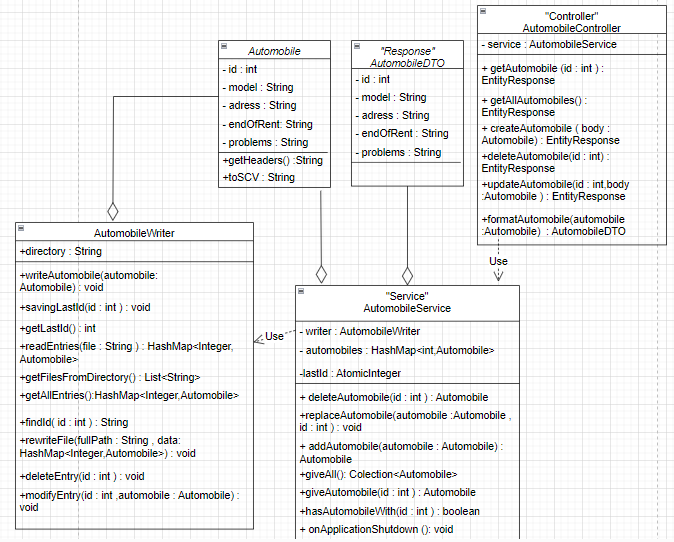 Automobile
- id : int
- model : String
- adress : String
- endOfRent: String
- problems : String
+getHeaders() :String
+toSCV : String
"Response"
AutomobileDTO
- id : int
- model : String
- adress : String
- endOfRent : String
- problems : String
"Controller"
AutomobileController
- service : AutomobileService
+ getAutomobile (id : int ) :
EntityResponse
+ getAllAutomobiles() :
EntityResponse
+ createAutomobile ( body :
Automobile) : EntityResponse
+deleteAutomobile(id : int) :
EntityResponse
+updateAutomobile(id : int,body
:Automobile ) : EntityResponse
+formatAutomobile(automobile
:Automobile) : AutomobileDTO
Use
AutomobileWriter
+directory : String
+writeAutomobile(automobile:
Automobile) : void
+savingLastId(id : int ) : void
+getLastId() : int
+readEntries(file : String ) : HashMap<Integer,
Automobile>
+getFilesFromDirectory() : List<String>
+getAllEntries():HashMap<Integer,Automobile>
+findId( id : int ) : String
+rewriteFile(fullPath : String , data:
HashMap<Integer,Automobile>) : void
+deleteEntry(id : int ) : void
+modifyEntry(id : int ,automobile : Automobile) :
void
Use
"Service"
AutomobileService
- writer : AutomobileWriter
- automobiles : HashMap<int,Automobile>
-lastId : AtomicInteger
+ deleteAutomobile(id : int ) : Automobile
+replaceAutomobile(automobile :Automobile ,
id : int ) : void
+ addAutomobile(automobile : Automobile) :
Automobile
+giveAll(): Colection<Automobile>
+giveAutomobile(id : int ) : Automobile
+hasAutomobileWith(id : int ) : boolean
+ onApplicationShutdown (): void